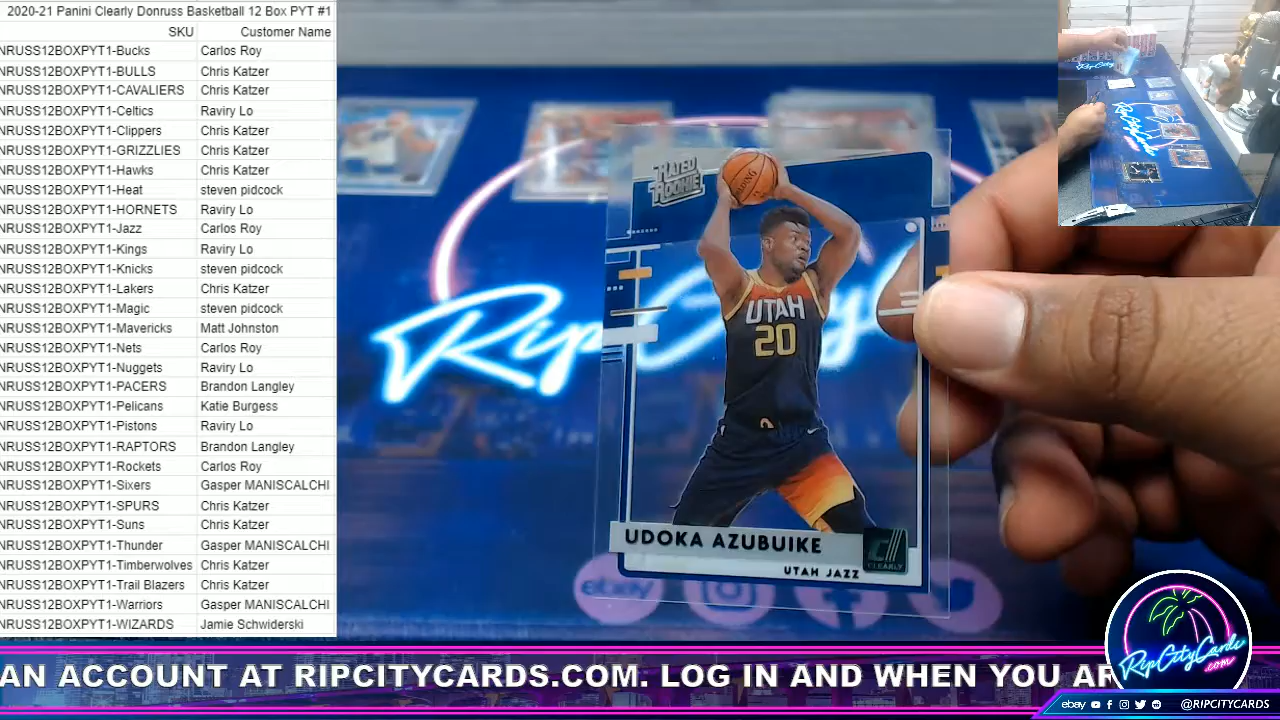 2020-21 Panini Clearly Donruss Basketball 12 Box PYT #1
SKU Customer Name
NRUSS12BOXPYT1-Bucks Carlos Roy
NRUSS12BOXPYT1-BULLS Chris Katzer
NRUSS12BOXPYT1-CAVALIERS Chris Katzer
NRUSS12BOXPYT1-Celtics Raviry Lo
NRUSS12BOXPYT1-Clippers Chris Katzer
NRUSS12BOXPYT1-GRIZZLIES Chris Katzer
NRUSS12BOXPYT1-Hawks Chris Katzer
NRUSS12BOXPYT1-Heat steven pidcock
NRUSS12BOXPYT1-HORNETS Raviry Lo
NRUSS12BOXPYT1-Jazz Carlos Roy
NRUSS12BOXPYT1-Kings Raviry Lo
NRUSS12BOXPYT1-Knicks steven pidcock
NRUSS12BOXPYT1-Lakers Chris Katzer
NRUSS12BOXPYT1-Magic steven pidcock
NRUSS12BOXPYT1-Mavericks Matt Johnston
NRUSS12BOXPYT1-Nets Carlos Roy
NRUSS12BOXPYT1-Nuggets Raviry Lo
NRUSS12BOXPYT1-PACERS Brandon Langley
NRUSS12BOXPYT1-Pelicans Katie Burgess
NRUSS12BOXPYT1-Pistons Raviry Lo
NRUSS12BOXPYT1-RAPTORS Brandon Langley
NRUSS12BOXPYT1-Rockets Carlos Roy
NRUSS12BOXPYT1-Sixers Gasper MANISCALCHI
NRUSS12BOXPYT1-SPURS Chris Katzer
NRUSS12BOXPYT1-Suns Chris Katzer
NRUSS12BOXPYT1-Thunder Gasper MANISCALCHI
NRUSS12BOXPYT1-Timberwolves Chris Katzer
NRUSS12BOXPYT1-Trail Blazers Chris Katzer
NRUSS12BOXPYT1-Warriors Gasper MANISCALCHI
NRUSS12BOXPYT1-WIZARDS Jamie Schwiderski
RATED
ROOKIE
SPALDING
UTAH
20
UDOKA AZUBUIKE
CLEARLY
UTAH JAZZ
RipCity
ebay
AN ACCOUNT AT RIPCITYCARDS.COM. LOG IN AND WHEN YOU AR
RipCityCards
.com
ebay @RIPCITYCARDS